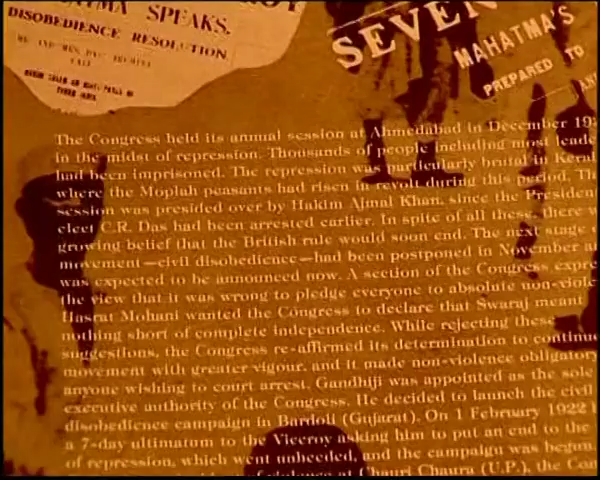 MAHATMA SPEAKS.
DISOBEDIENCE RESOLUTION
SEVEN
MAHATMA'S
PREPARED TO
The Congress held its annual session at Ahmedabad in December 19
in the midst of repression. Thousands of people including most leade
had been imprisoned. The repression was particularly brutal in Keral
where the Moplah peasants had risen in revolt during this period. Th
session was presided over by Hakim Ajmal Khan, since the Presiden
elect C.R. Das had been arrested earlier. In spite of all these, there w
growing belief that the British rule would soon end. The next stage o
movement—civil disobedience—had been postponed in November a
was expected to be announced now. A section of the Congress expre
the view that it was wrong to pledge everyone to absolute non-viole
Hasrat Mohani wanted the Congress to declare that Swaraj meant
nothing short of complete independence. While rejecting these
suggestions, the Congress re-affirmed its determination to continue
movement with greater vigour, and it made non-violence obligatory
anyone wishing to court arrest. Gandhiji was appointed as the sole
executive authority of the Congress. He decided to launch the civil
disobedience campaign in Bardoli (Gujarat). On 1 February 1922
a 7-day ultimatum to the Viceroy asking him to put an end to the
of repression, which went unheeded, and the campaign was begun.
at Chauri Chaura (U.P.), the Con